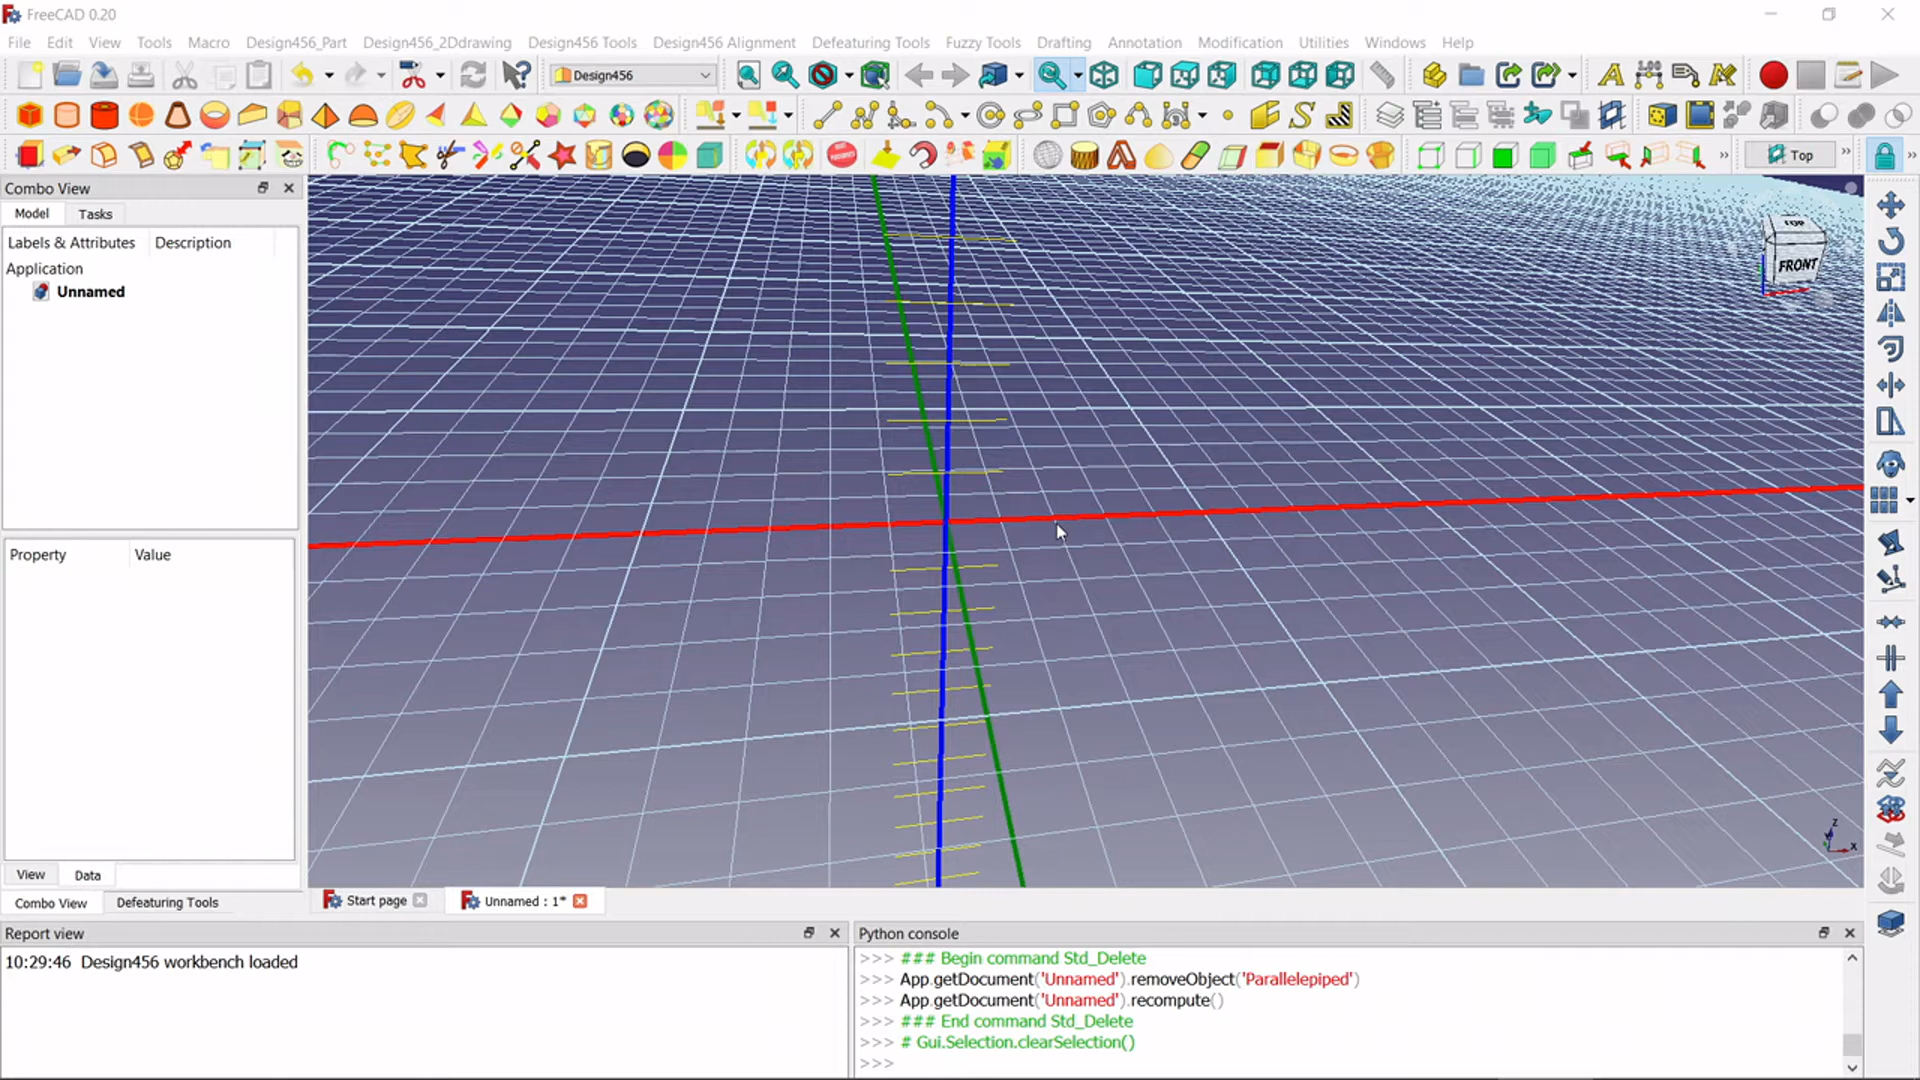 FreeCAD 0.20
File Edit View Tools Macro Design456_Part Design456_2Ddrawing Design456 Tools Design456 Alignment Defeaturing Tools Fuzzy Tools Drafting Annotation Modification Utilities Windows Help
Design456
1.00
Top
Combo View
Model Tasks
Labels & Attributes Description
Application
Unnamed
TOP
FRONT
Property Value
Z
X
View Data
Combo View Defeaturing Tools
Start page Unnamed : 1*
Report view
10:29:46 Design456 workbench loaded
Python console
>>> ### Begin command Std_Delete
>>> App.getDocument('Unnamed').removeObject('Parallelepiped')
>>> App.getDocument('Unnamed').recompute()
>>> ### End command Std_Delete
>>> # Gui.Selection.clearSelection()
>>>